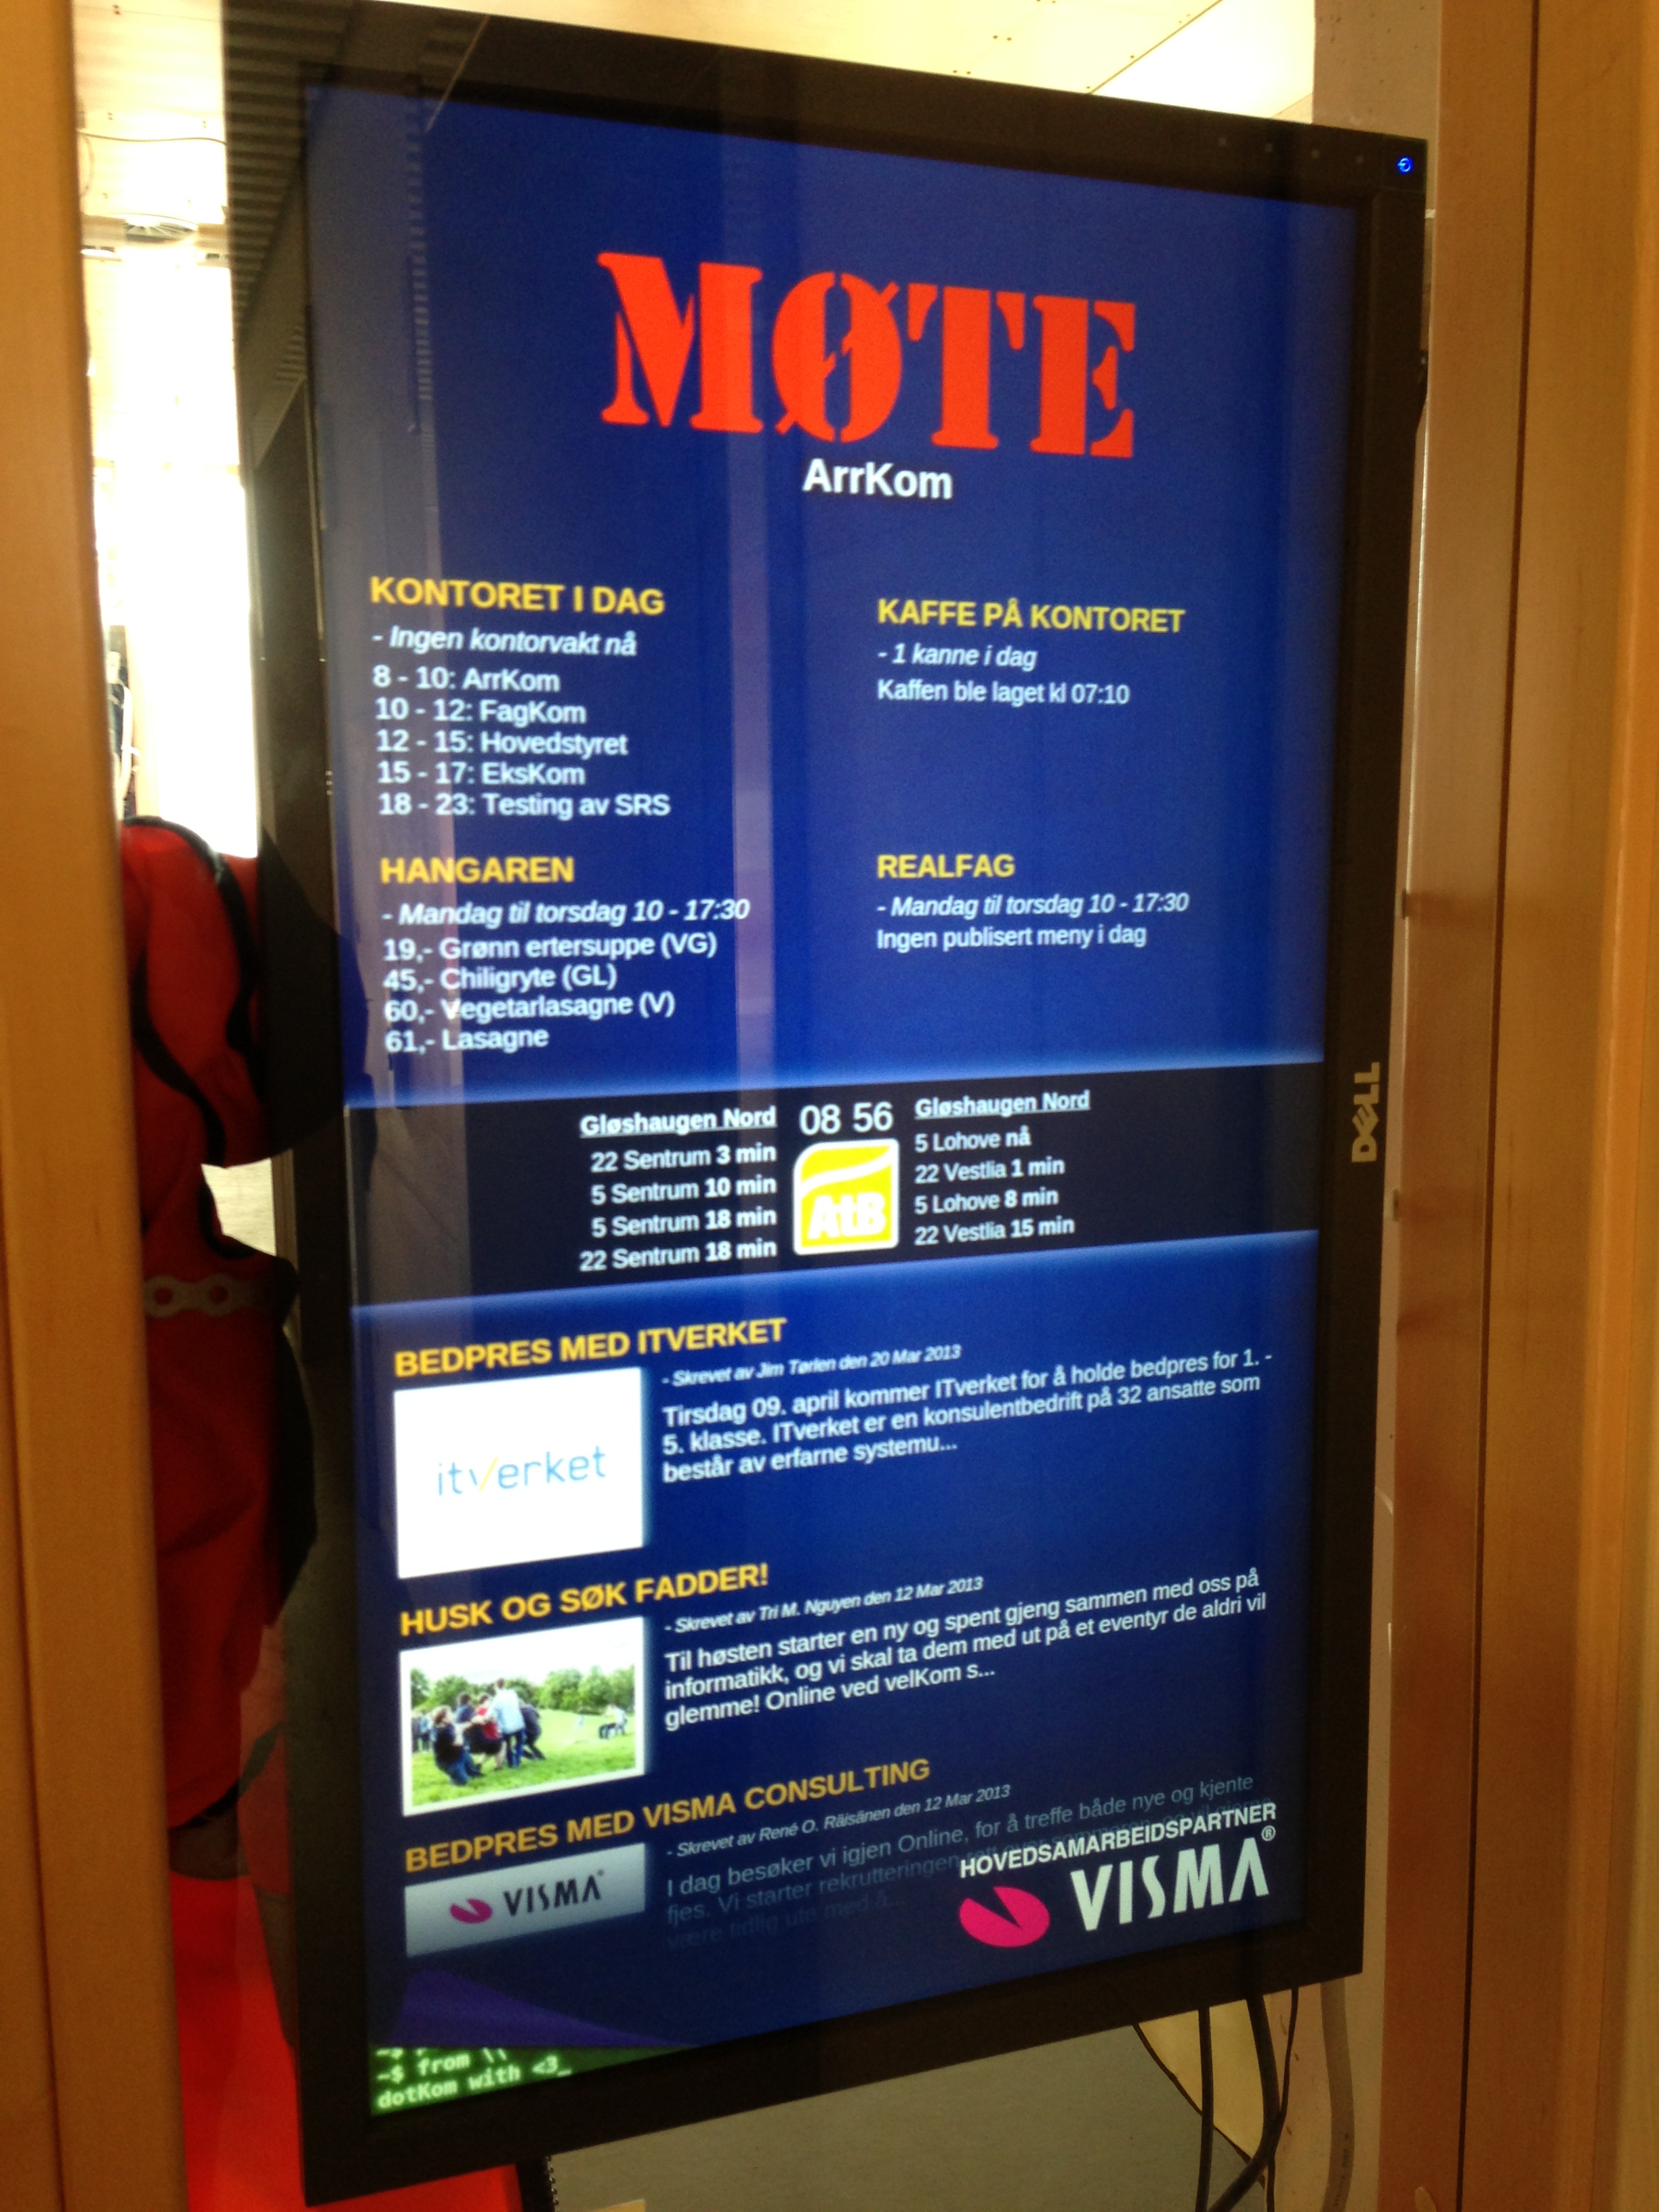 MØTE
ArrKom
KONTORET I DAG
- Ingen kontorvakt nå
8 - 10: ArrKom
10 - 12: FagKom
12 - 15: Hovedstyret
15 - 17: EksKom
18 - 23: Testing av SRS
KAFFE PÅ KONTORET
- 1 kanne i dag
Kaffen ble laget kl 07:10
HANGAREN
- Mandag til torsdag 10 - 17:30
19,- Grønn ertersuppe (VG)
45,- Chiligryte (GL)
60,- Vegetarlasagne (V)
61,- Lasagne
REALFAG
- Mandag til torsdag 10 - 17:30
Ingen publisert meny i dag
Gløshaugen Nord
22 Sentrum 3 min
5 Sentrum 10 min
5 Sentrum 18 min
22 Sentrum 18 min
08 56
AtB
Gløshaugen Nord
5 Lohove nå
22 Vestlia 1 min
5 Lohove 8 min
22 Vestlia 15 min
DELL
BEDPRES MED ITVERKET
itverket
- Skrevet av Jim Tørlen den 20 Mar 2013
Tirsdag 09. april kommer ITverket for å holde bedpres for 1. -
5. klasse. ITverket er en konsulentbedrift på 32 ansatte som
består av erfarne systemu...
HUSK OG SØK FADDER!
- Skrevet av Tri M. Nguyen den 12 Mar 2013
Til høsten starter en ny og spent gjeng sammen med oss på
informatikk, og vi skal ta dem med ut på et eventyr de aldri vil
glemme! Online ved velKom s...
BEDPRES MED VISMA CONSULTING
VISMA
- Skrevet av René O. Räisänen den 12 Mar 2013
I dag besøker vi igjen Online, for å treffe både nye og kjente
fjes. Vi starter rekrutteringen
være tidlig ute med å...
HOVEDSAMARBEIDSPARTNER
VISMA®
~$ from \\
dotKom with <3_